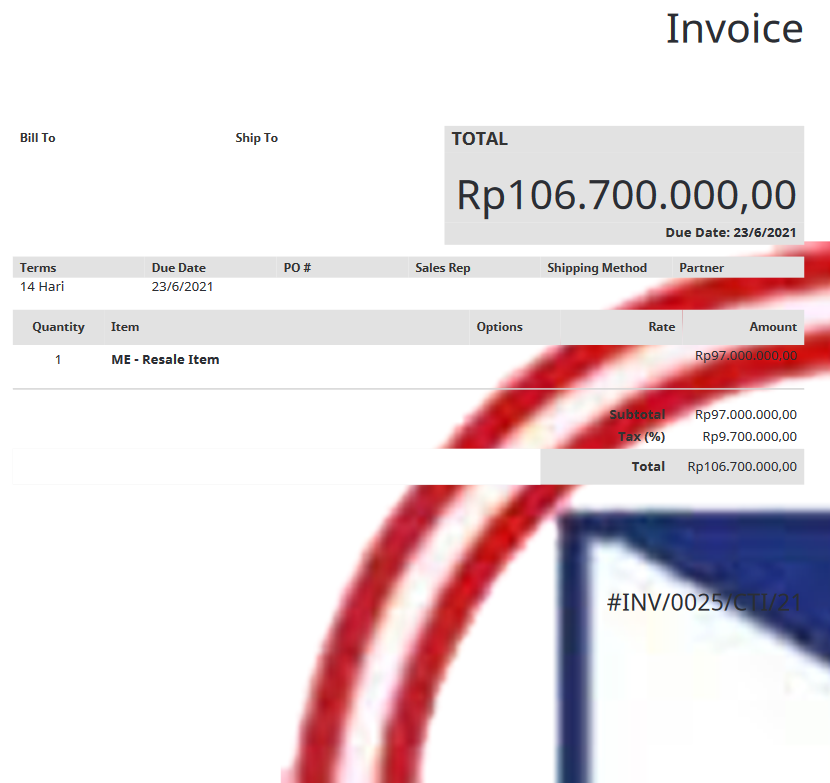 Invoice
Bill To Ship To TOTAL
Rp106.700.000,00
Due Date: 23/6/2021
Terms Due Date PO # Sales Rep Shipping Method Partner
14 Hari 23/6/2021
Quantity Item Options Rate Amount
1 ME - Resale Item Rp97.000.000,00
Subtotal Rp97.000.000,00
Tax (%) Rp9.700.000,00
Total Rp106.700.000,00
#INV/0025/CTI/21